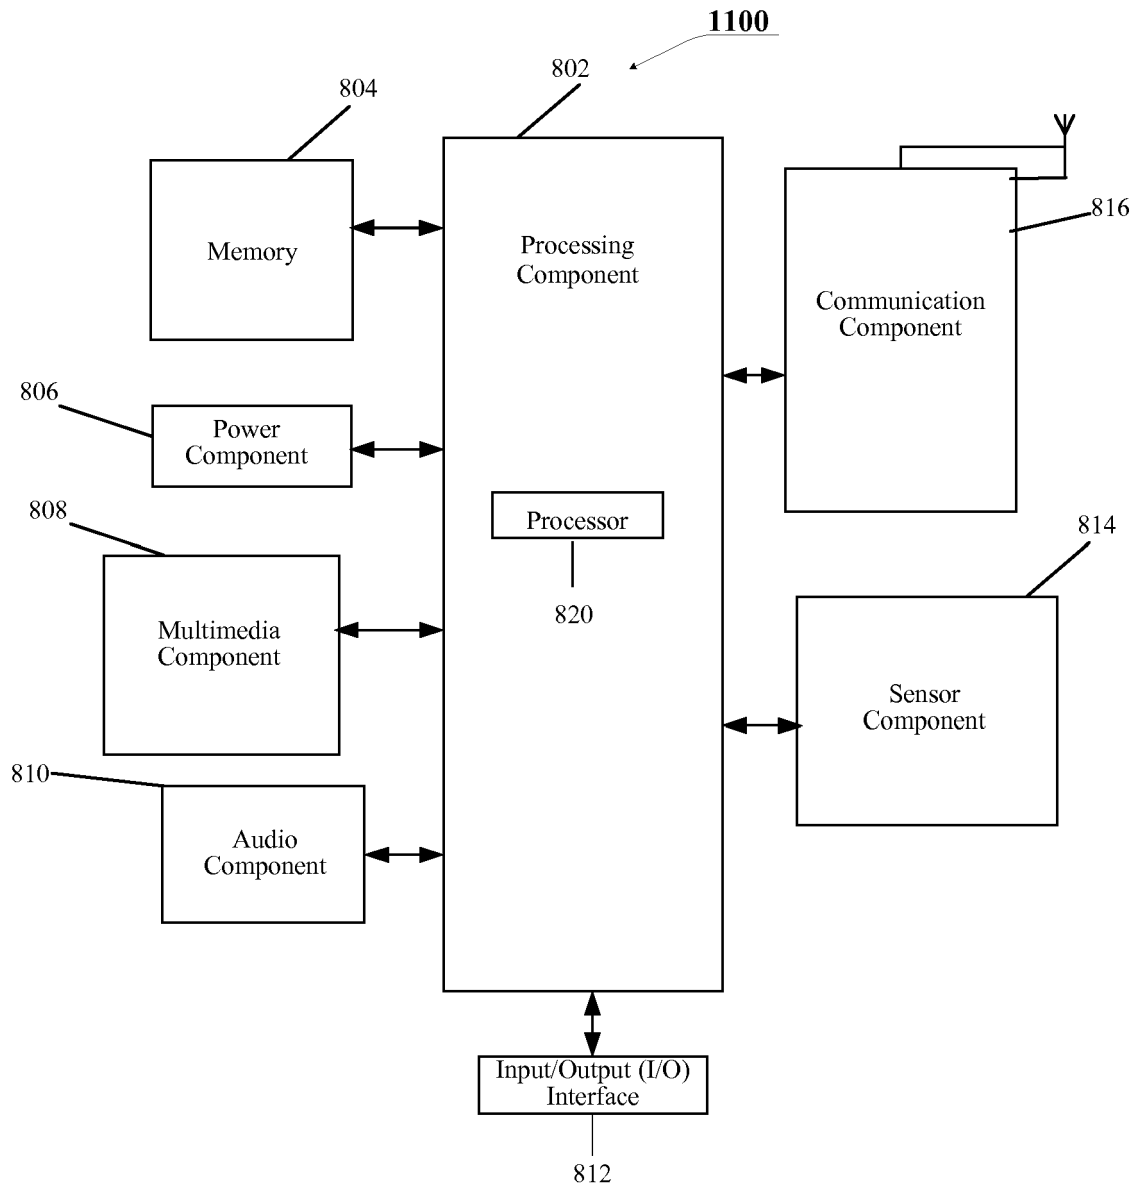 1100
802
804
816
Memory
Processing
Component
Communication
Component
806
Power
Component
808
Processor
814
820
Multimedia
Component
Sensor
Component
810
Audio
Component
Input/Output (I/O)
Interface
812